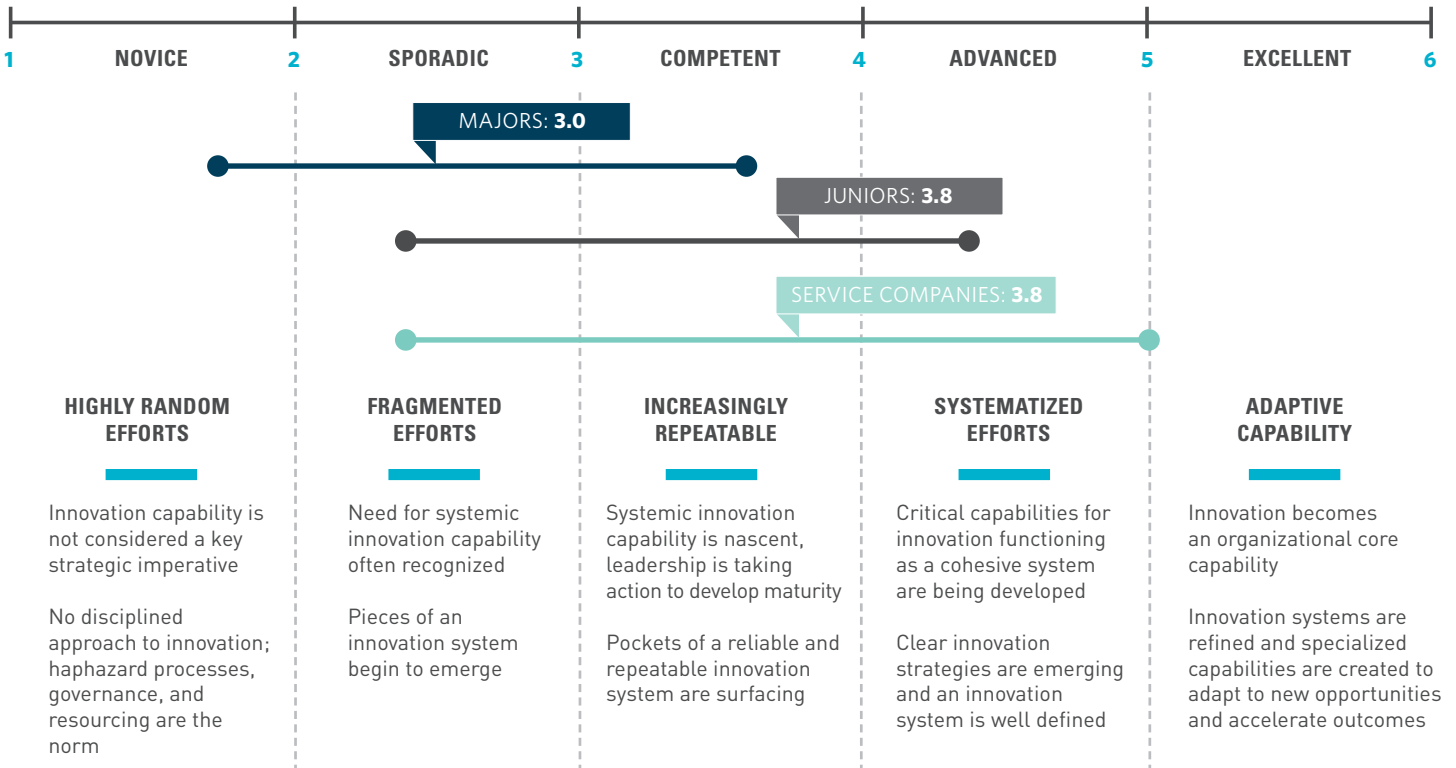 1 NOVICE 2 SPORADIC 3 COMPETENT 4 ADVANCED 5 EXCELLENT 6
MAJORS: 3.0
JUNIORS: 3.8
SERVICE COMPANIES: 3.8
HIGHLY RANDOM
EFFORTS
Innovation capability is
not considered a key
strategic imperative
No disciplined
approach to innovation;
haphazard processes,
governance, and
resourcing are the
norm
FRAGMENTED
EFFORTS
Need for systemic
innovation capability
often recognized
Pieces of an
innovation system
begin to emerge
INCREASINGLY
REPEATABLE
Systemic innovation
capability is nascent,
leadership is taking
action to develop maturity
Pockets of a reliable and
repeatable innovation
system are surfacing
SYSTEMATIZED
EFFORTS
Critical capabilities for
innovation functioning
as a cohesive system
are being developed
Clear innovation
strategies are emerging
and an innovation
system is well defined
ADAPTIVE
CAPABILITY
Innovation becomes
an organizational core
capability
Innovation systems are
refined and specialized
capabilities are created to
adapt to new opportunities
and accelerate outcomes